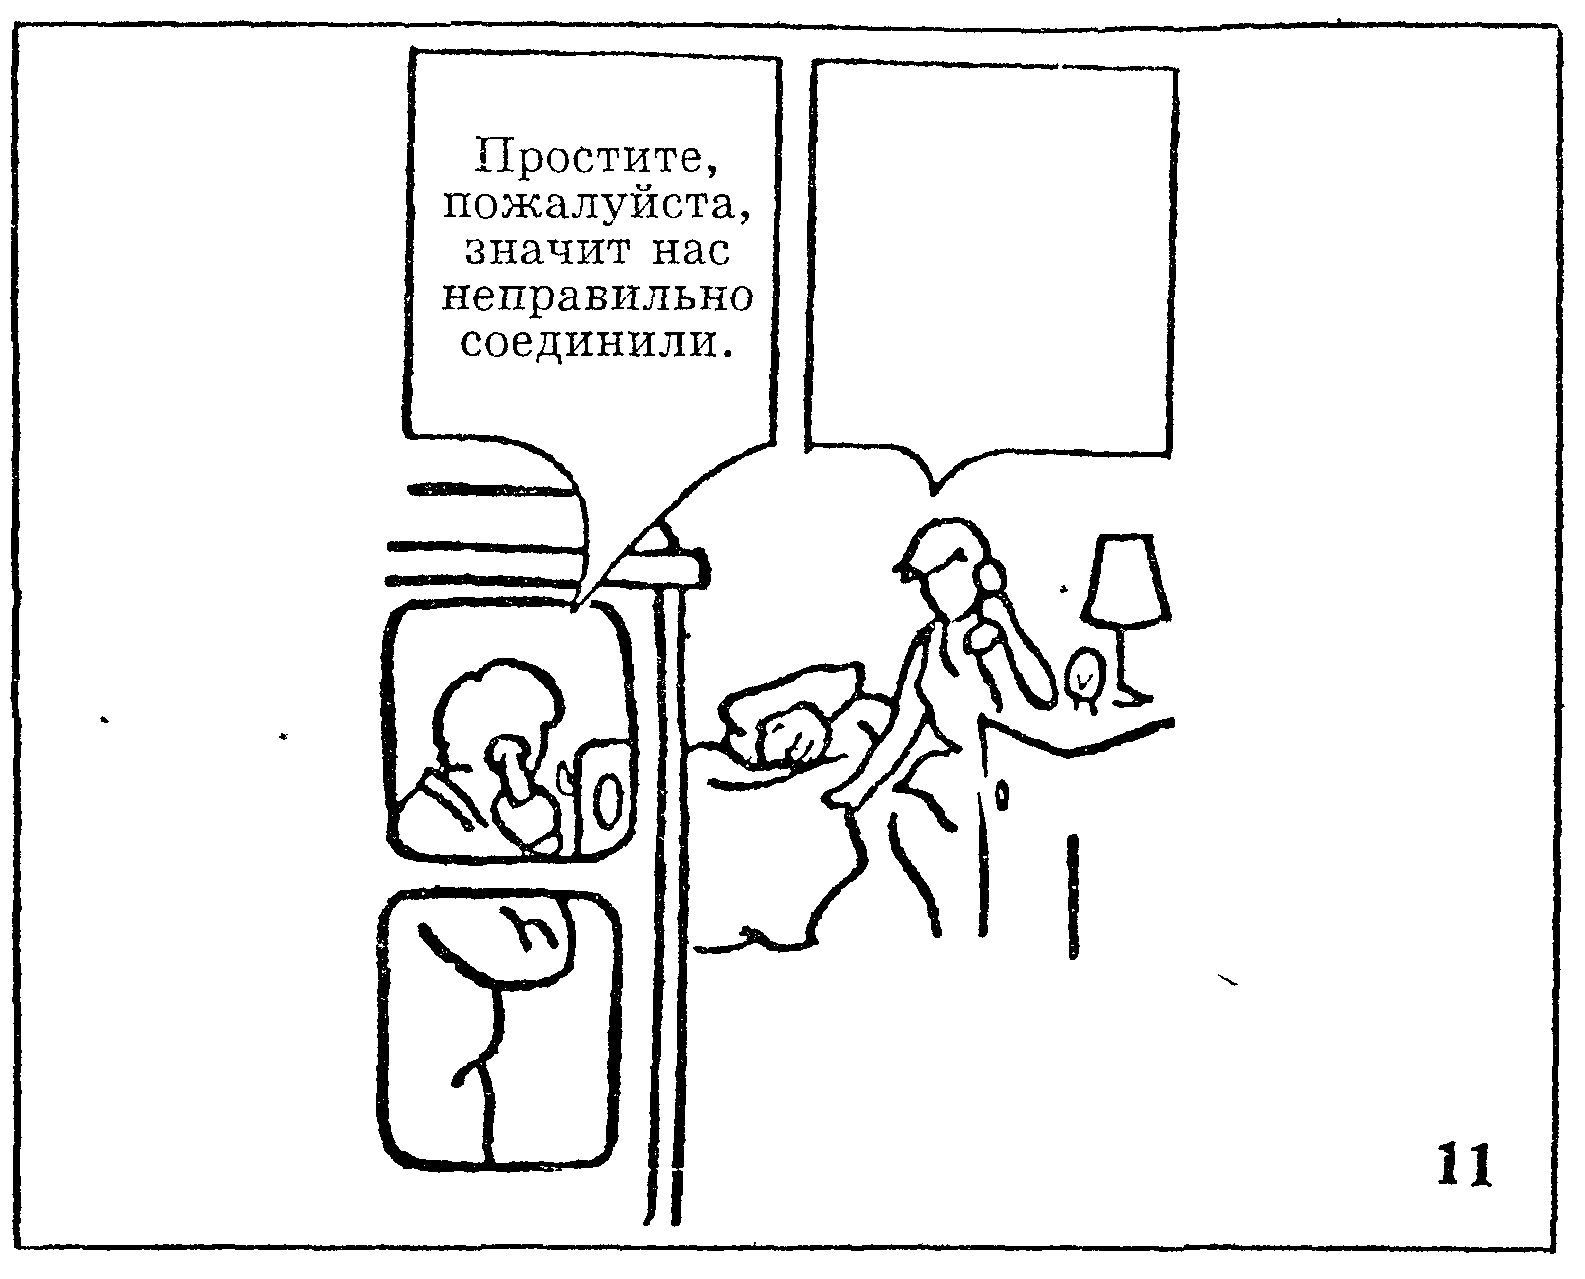 Простите,
пожалуйста,
значит нас
неправильно
соединили.
11